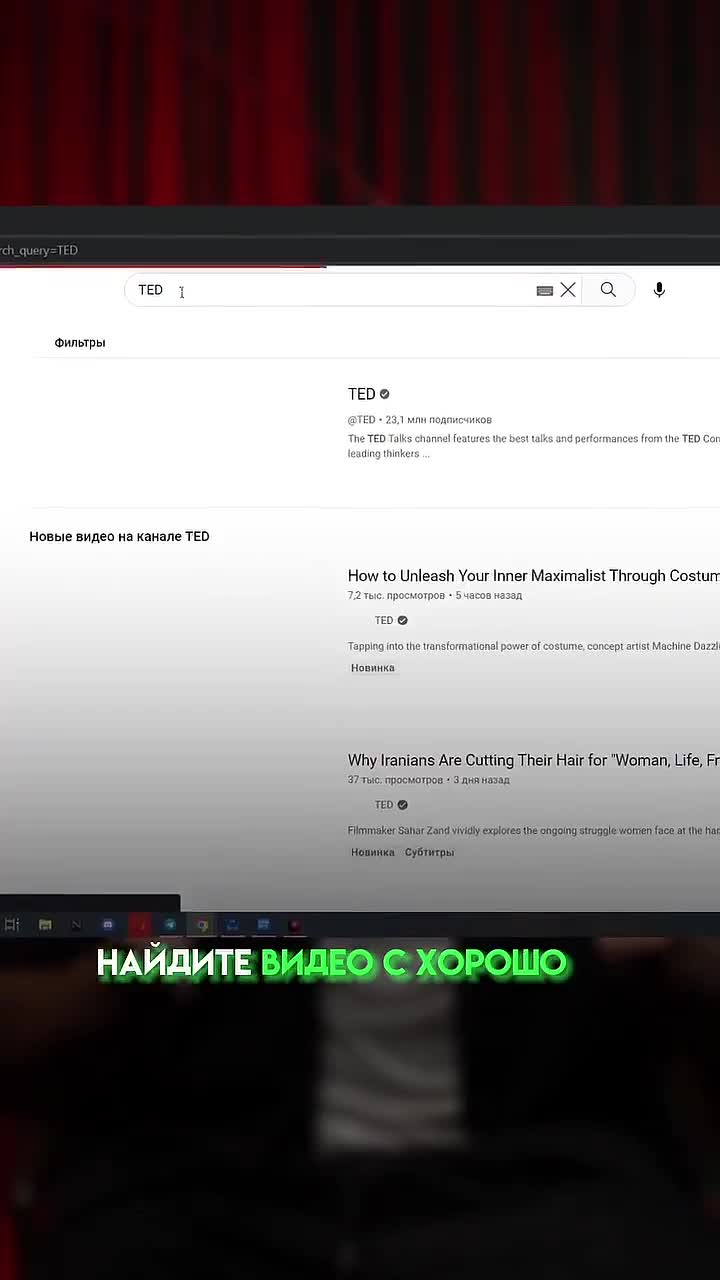 rch_query=TED
TED
Фильтры
TED
@TED • 23,1 млн подписчиков
The TED Talks channel features the best talks and performances from the TED Con
leading thinkers ...
Новые видео на канале TED
How to Unleash Your Inner Maximalist Through Costum
7,2 тыс. просмотров • 5 часов назад
TED
Tapping into the transformational power of costume, concept artist Machine Dazzl
Новинка
Why Iranians Are Cutting Their Hair for "Woman, Life, Fr
37 тыс. просмотров • 3 дня назад
TED
Filmmaker Sahar Zand vividly explores the ongoing struggle women face at the har
Новинка Субтитры
НАЙДИТЕ ВИДЕО С ХОРОШО